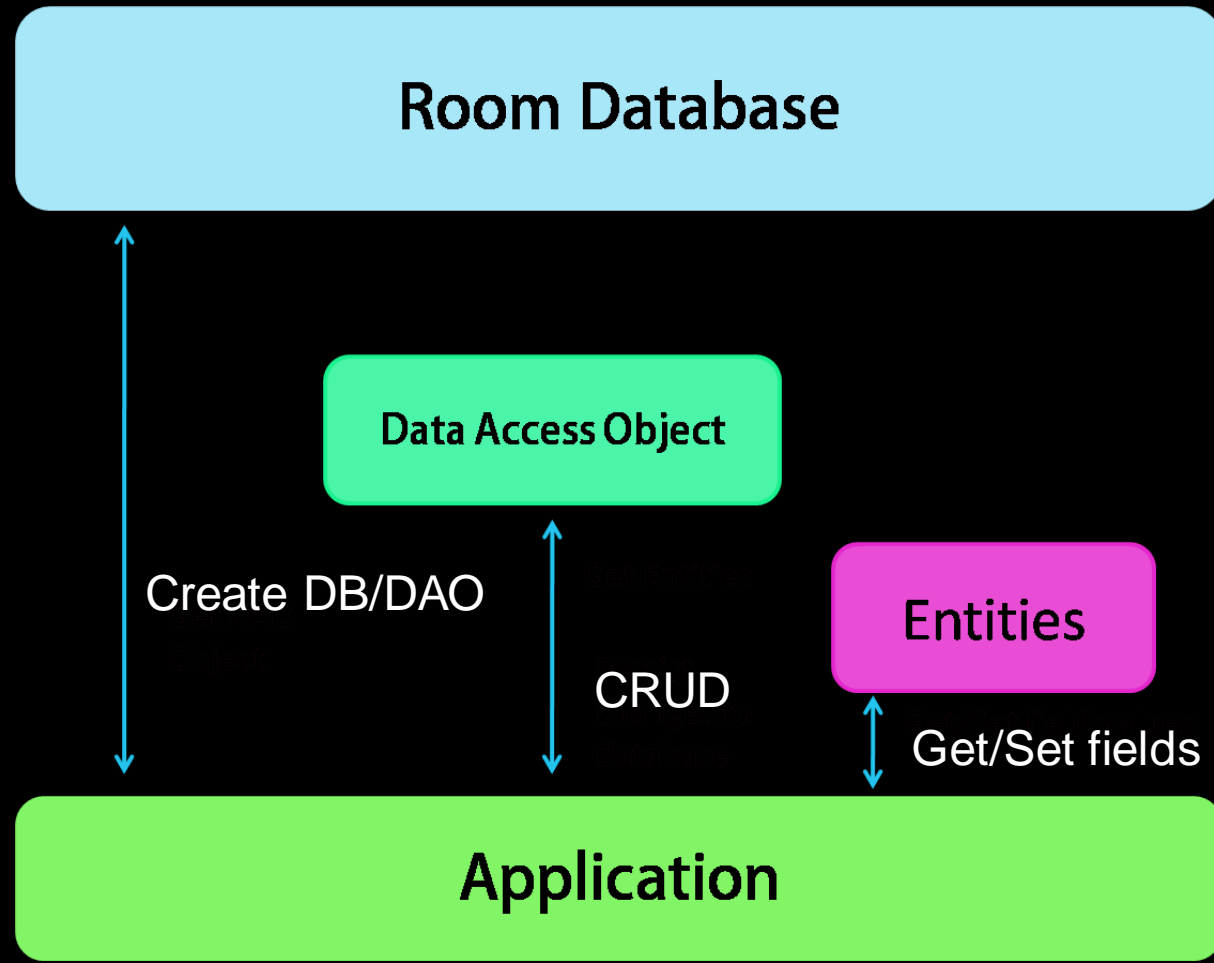 Room Database
Data Access Object
Create DB/DAO
Entities
CRUD
Get/Set fields
Application